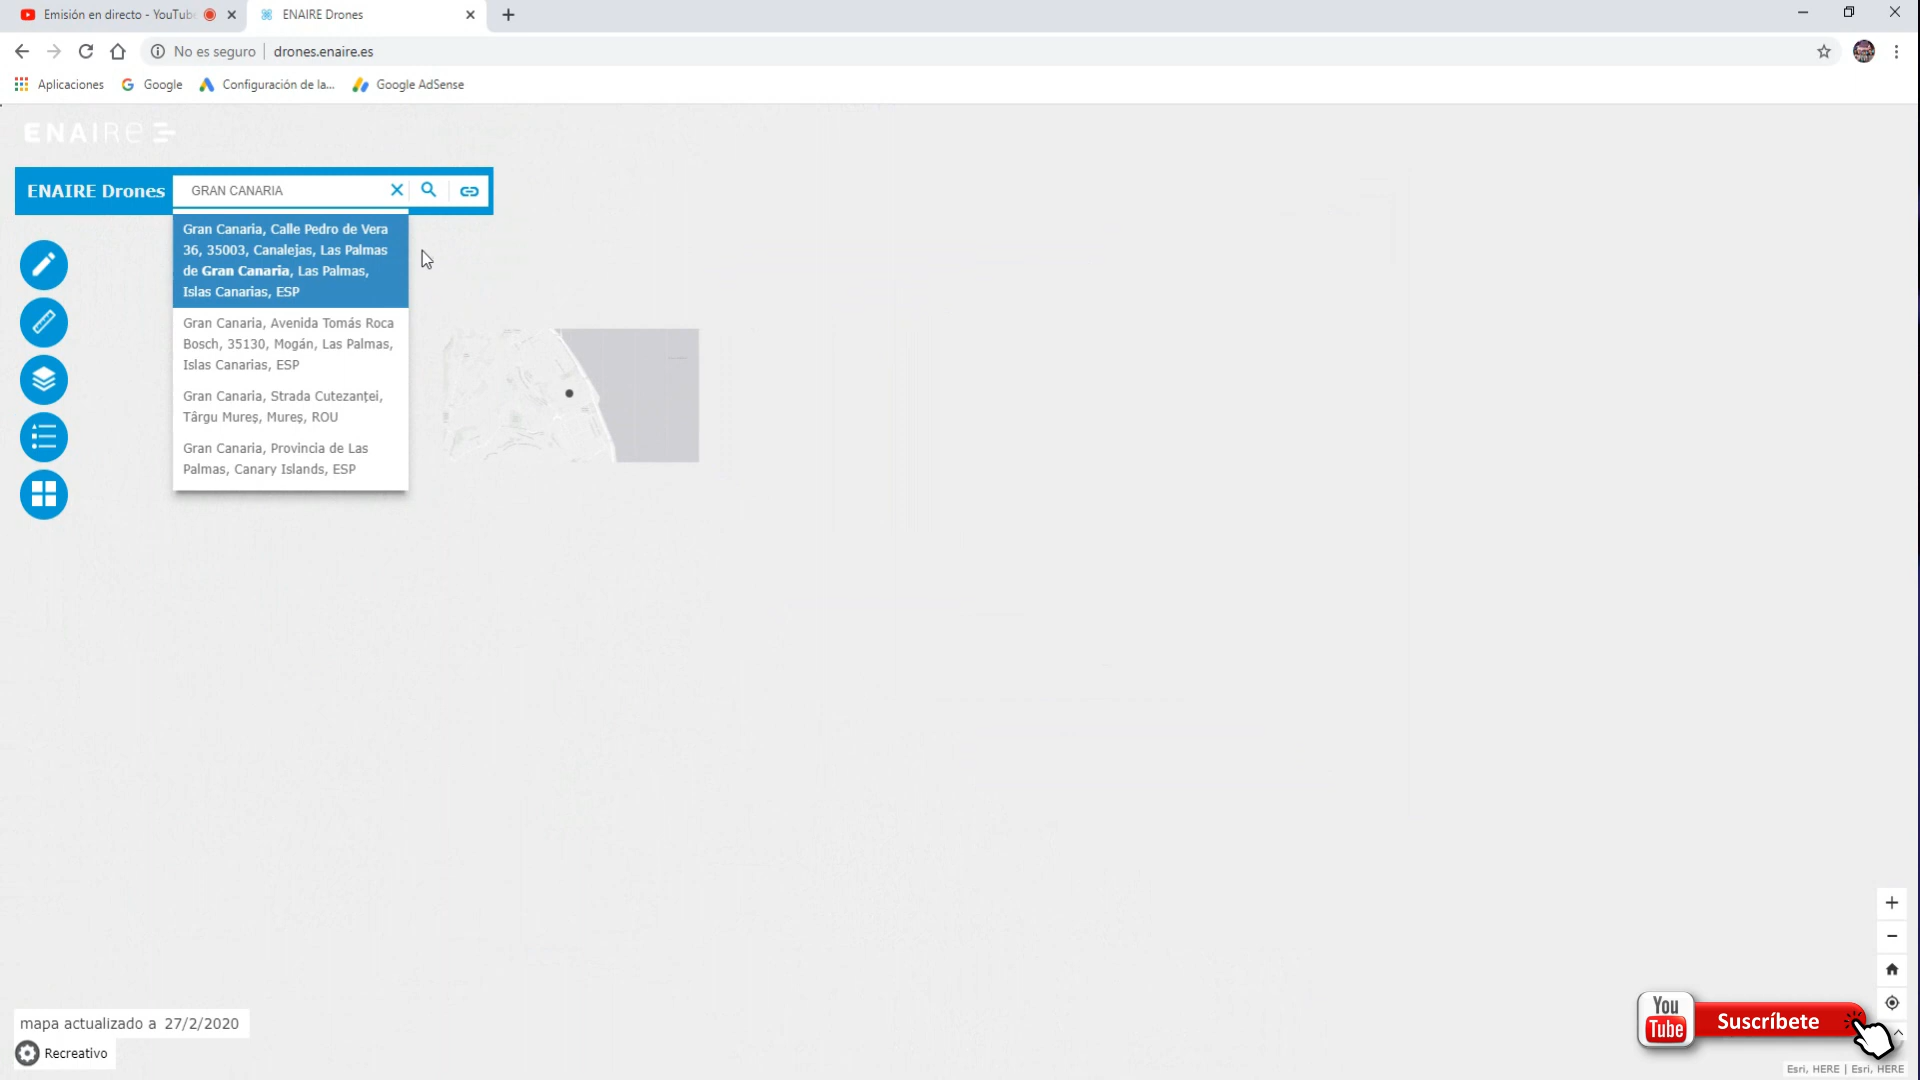 Emisión en directo - YouTube
ENAIRE Drones
No es seguro
drones.enaire.es
Aplicaciones
Google
Configuración de la...
Google AdSense
ENAIRE
ENAIRE Drones
GRAN CANARIA
Gran Canaria, Calle Pedro de Vera
36, 35003, Canalejas, Las Palmas
de Gran Canaria, Las Palmas,
Islas Canarias, ESP
Gran Canaria, Avenida Tomás Roca
Bosch, 35130, Mogán, Las Palmas,
Islas Canarias, ESP
Gran Canaria, Strada Cutezanței,
Târgu Mureș, Mureș, ROU
Gran Canaria, Provincia de Las
Palmas, Canary Islands, ESP
mapa actualizado a 27/2/2020
Recreativo
You
Tube
Suscríbete
Esri, HERE | Esri, HERE